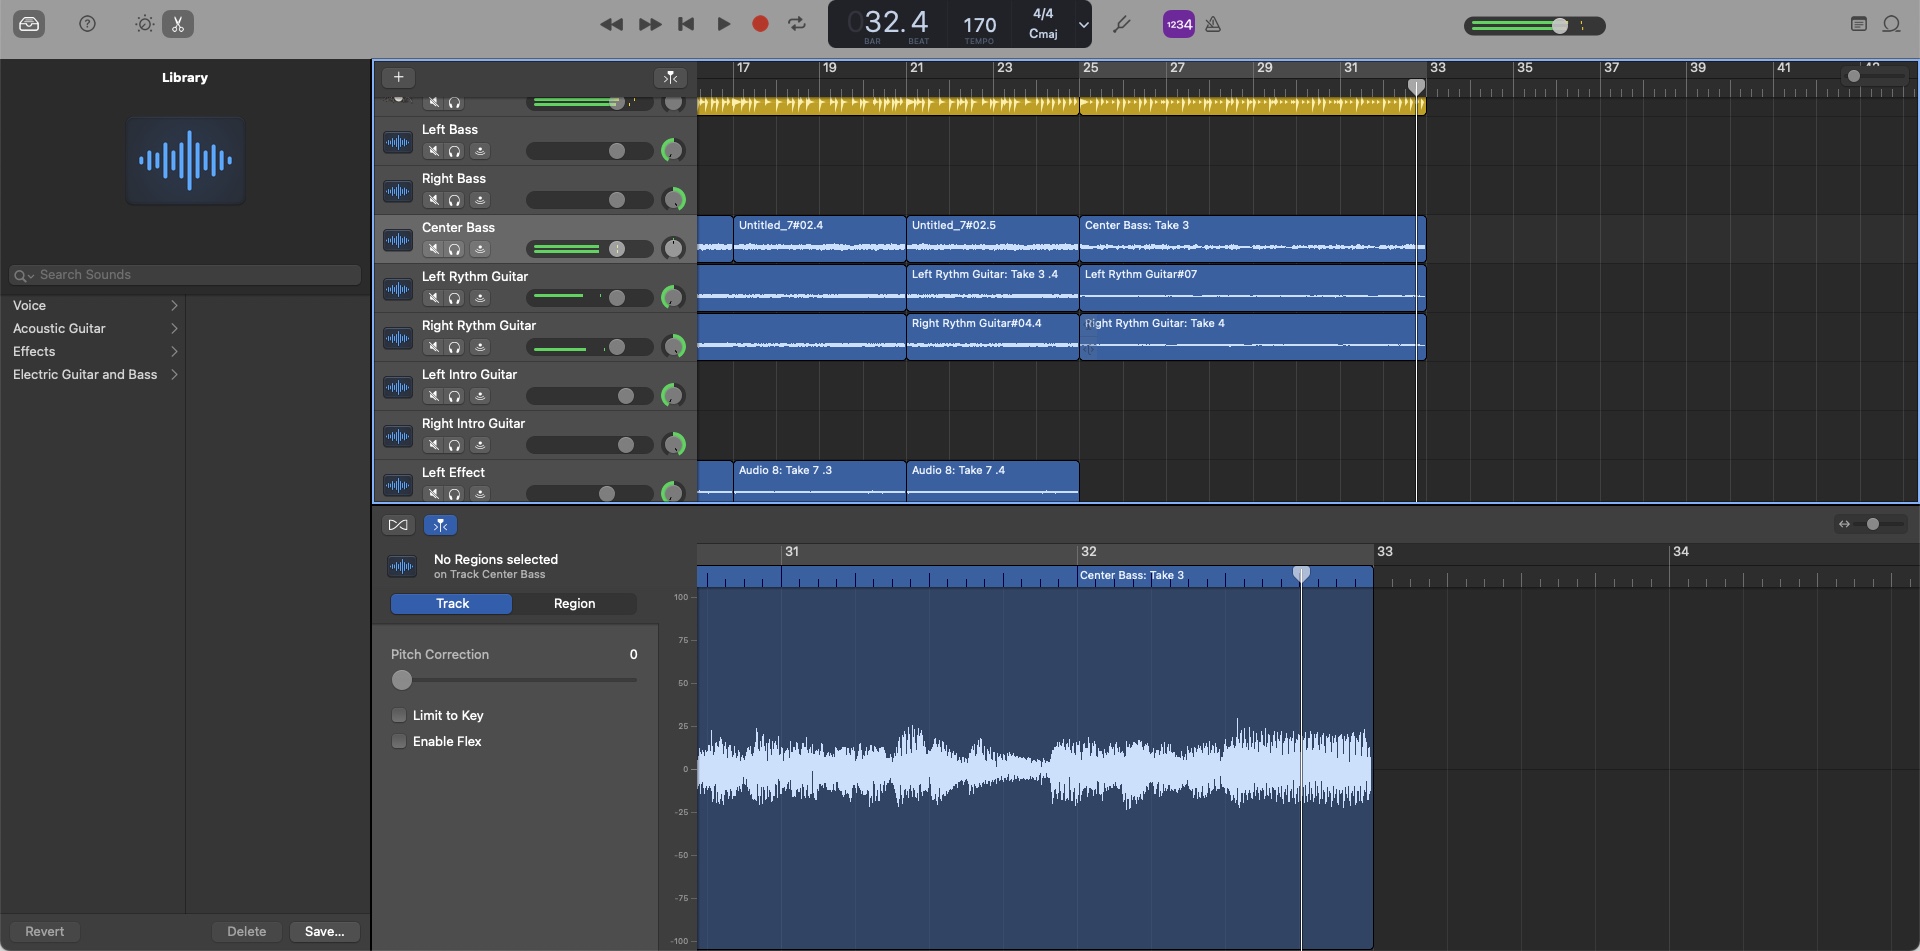 032.4
BAR BEAT
170
TEMPO
4/4
Cmaj
1234
Library
Search Sounds
Voice
Acoustic Guitar
Effects
Electric Guitar and Bass
Revert
Delete
Save...
17 19 21 23 25 27 29 31 33 35 37 39 41
Left Bass
Right Bass
Center Bass
Untitled_7#02.4
Untitled_7#02.5
Center Bass: Take 3
Left Rythm Guitar
Left Rythm Guitar: Take 3 .4
Left Rythm Guitar#07
Right Rythm Guitar
Right Rythm Guitar#04.4
Right Rythm Guitar: Take 4
Left Intro Guitar
Right Intro Guitar
Left Effect
Audio 8: Take 7 .3
Audio 8: Take 7 .4
No Regions selected
on Track Center Bass
Track
Region
Pitch Correction
0
Limit to Key
Enable Flex
31 32 33 34
Center Bass: Take 3
100
75
50
25
0
-25
-50
-75
-100